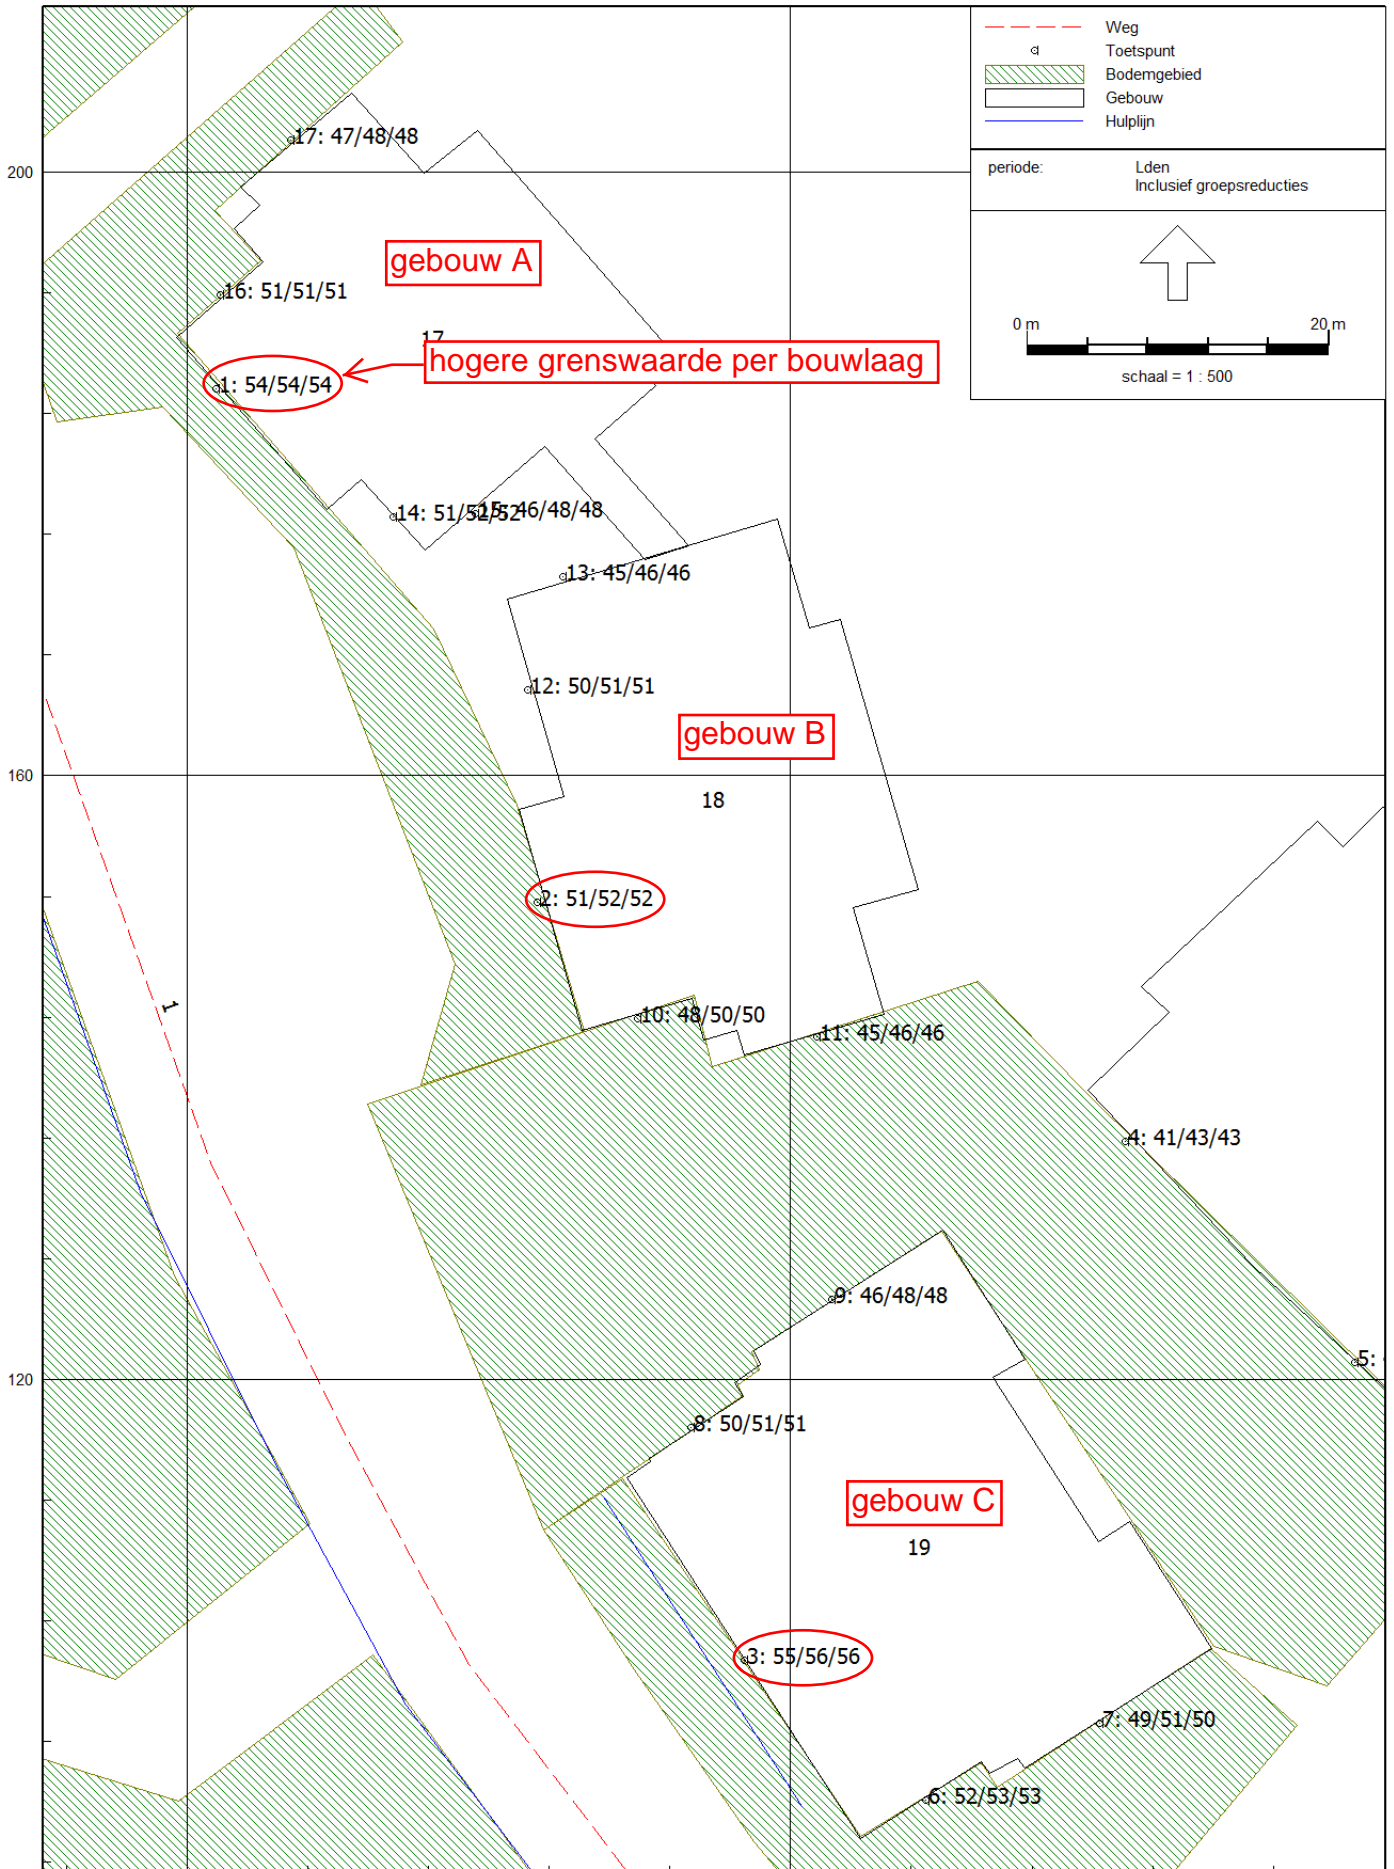 Weg
Toetspunt
Bodemgebied
Gebouw
Hulplijn
periode: Lden
Inclusief groepsreducties
0 m 20 m
schaal = 1 : 500
17: 47/48/48
200
gebouw A
16: 51/51/51
17
hogere grenswaarde per bouwlaag
1: 54/54/54
14: 51/52/52
15: 46/48/48
13: 45/46/46
12: 50/51/51
gebouw B
160
18
2: 51/52/52
1
10: 48/50/50
11: 45/46/46
4: 41/43/43
9: 46/48/48
5:
120
8: 50/51/51
gebouw C
19
3: 55/56/56
7: 49/51/50
6: 52/53/53